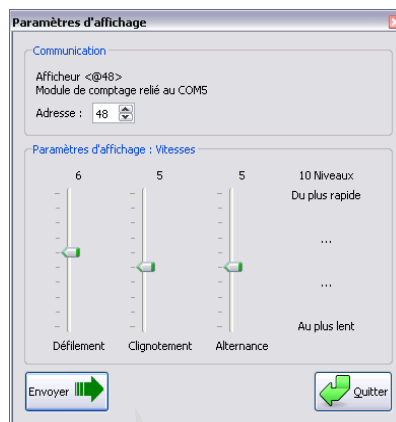 Paramètres d'affichage
Communication
Afficheur <@48>
Module de comptage relié au COM5
Adresse : 48
Paramètres d'affichage : Vitesses
6 5 5 10 Niveaux
Du plus rapide
...
...
Au plus lent
Défilement Clignotement Alternance
Envoyer Quitter